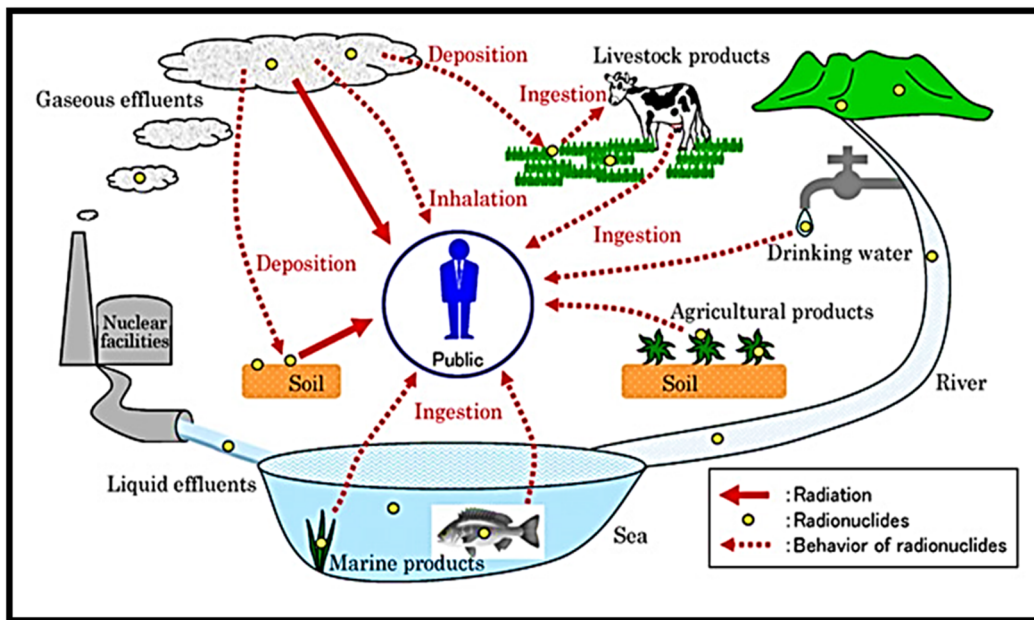 Deposition
Livestock products
Gaseous effluents
Ingestion
Inhalation
Ingestion
Drinking water
Deposition
Agricultural products
Nuclear
facilities
Public
Soil
Soil
River
Ingestion
Liquid effluents
Sea
Marine products
:Radiation
:Radionuclides
:Behavior of radionuclides